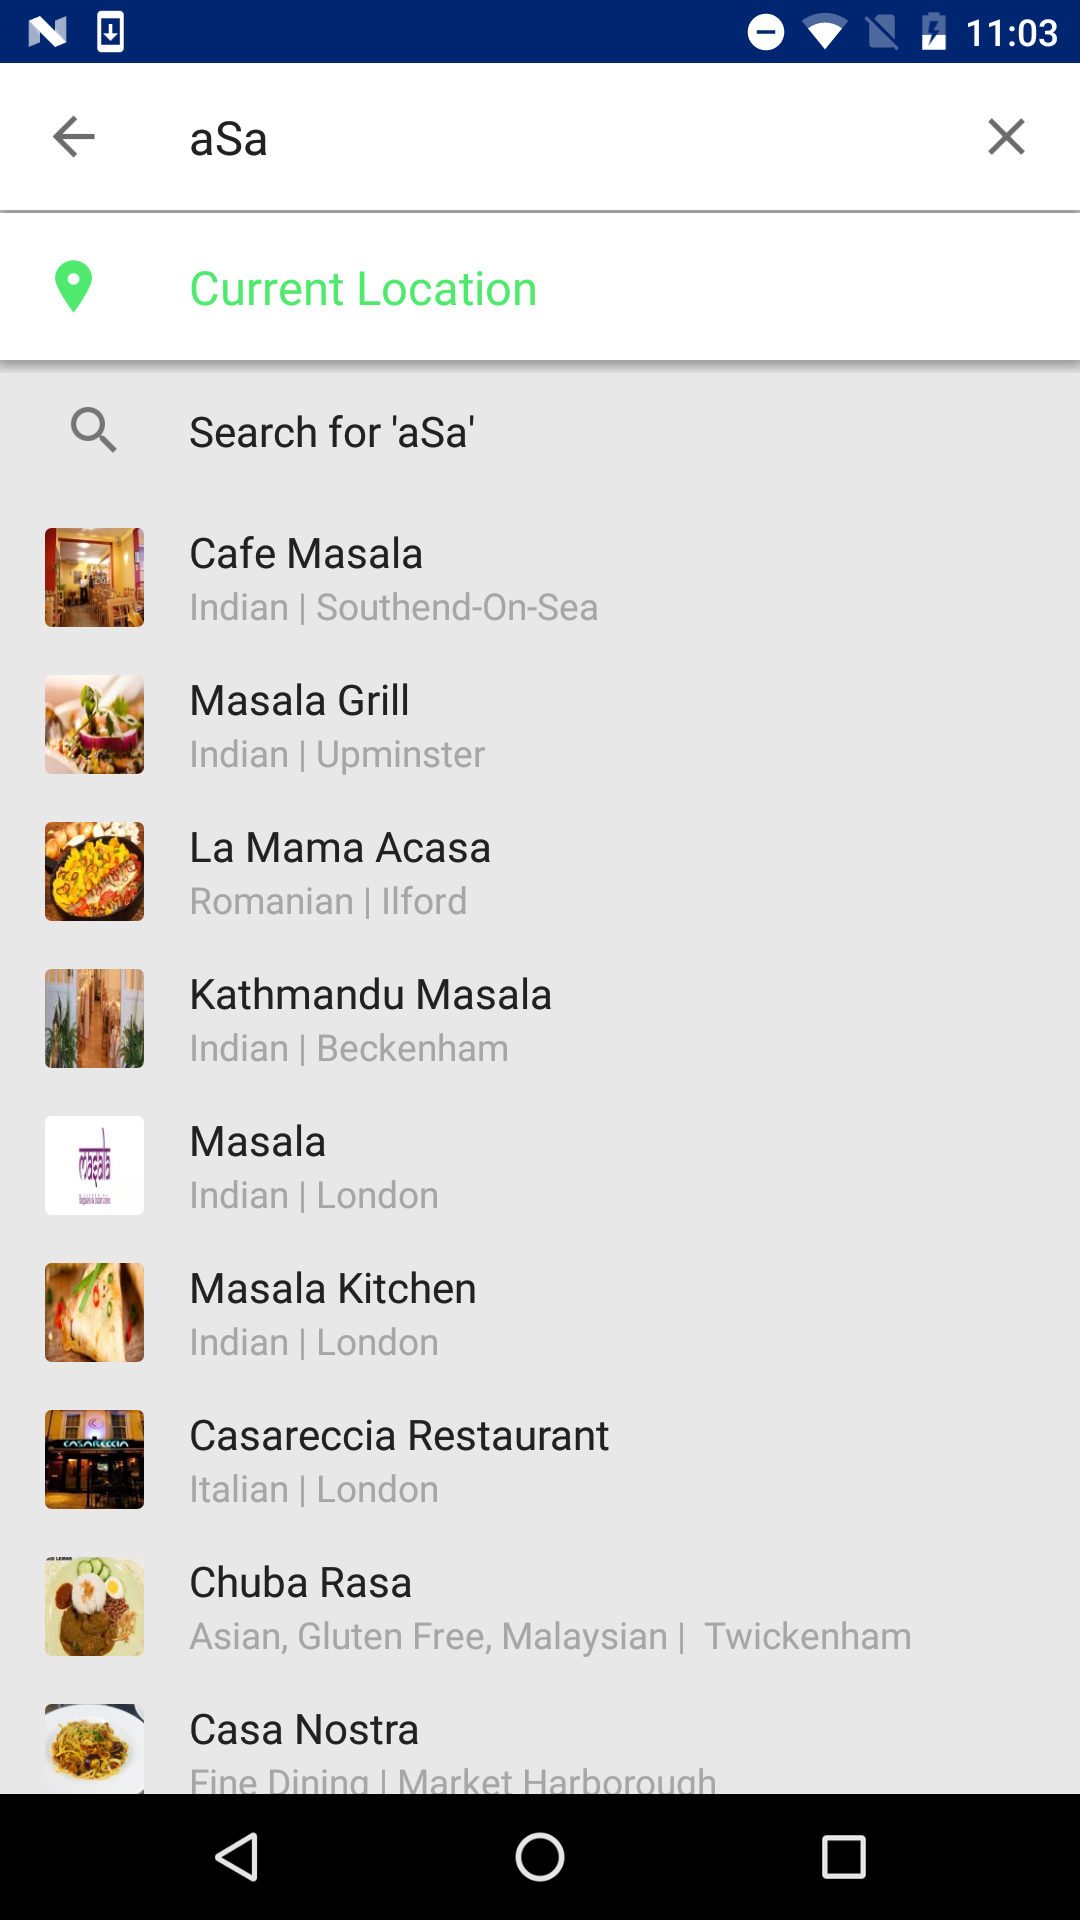 11:03
aSa
Current Location
Search for 'aSa'
Cafe Masala
Indian | Southend-On-Sea
Masala Grill
Indian | Upminster
La Mama Acasa
Romanian | Ilford
Kathmandu Masala
Indian | Beckenham
masala
Masala
Indian | London
Masala Kitchen
Indian | London
CASARECCIA
Casareccia Restaurant
Italian | London
Chuba Rasa
Asian, Gluten Free, Malaysian | Twickenham
Casa Nostra
Fine Dining | Market Harborough